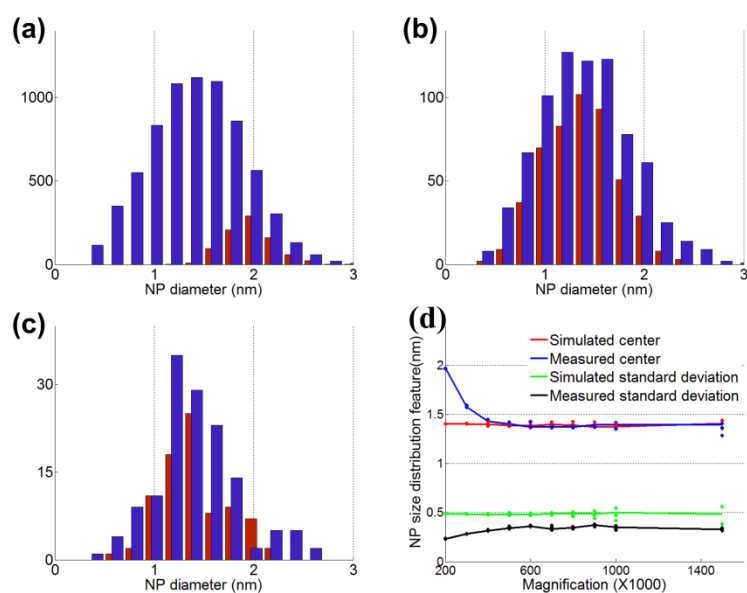 (a)
1000
500
0
0 1 2 3
NP diameter (nm)
(b)
100
50
0
0 1 2 3
NP diameter (nm)
(c)
30
15
0
0 1 2 3
NP diameter (nm)
(d)
Simulated center
Measured center
Simulated standard deviation
Measured standard deviation
NP size distribution feature(nm)
2
1.5
1
0.5
0
200 600 1000 1400
Magnification (X1000)